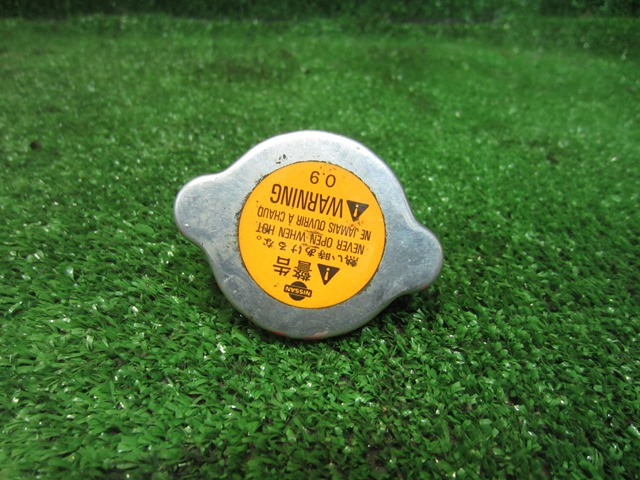 NISSAN
警告
熱い時あけるな。
NEVER OPEN WHEN HOT.
NE JAMAIS OUVRIR A CHAUD
WARNING
0.9